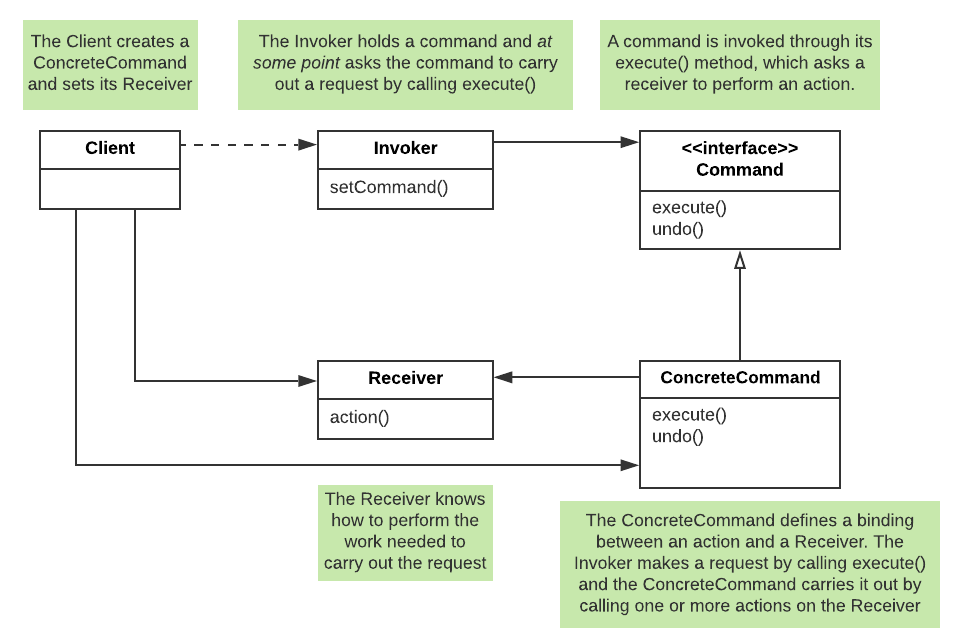 The Client creates a
ConcreteCommand
and sets its Receiver
The Invoker holds a command and at
some point asks the command to carry
out a request by calling execute()
A command is invoked through its
execute() method, which asks a
receiver to perform an action.
Client
Invoker
setCommand()
<<interface>>
Command
execute()
undo()
Receiver
action()
ConcreteCommand
execute()
undo()
The Receiver knows
how to perform the
work needed to
carry out the request
The ConcreteCommand defines a binding
between an action and a Receiver. The
Invoker makes a request by calling execute()
and the ConcreteCommand carries it out by
calling one or more actions on the Receiver